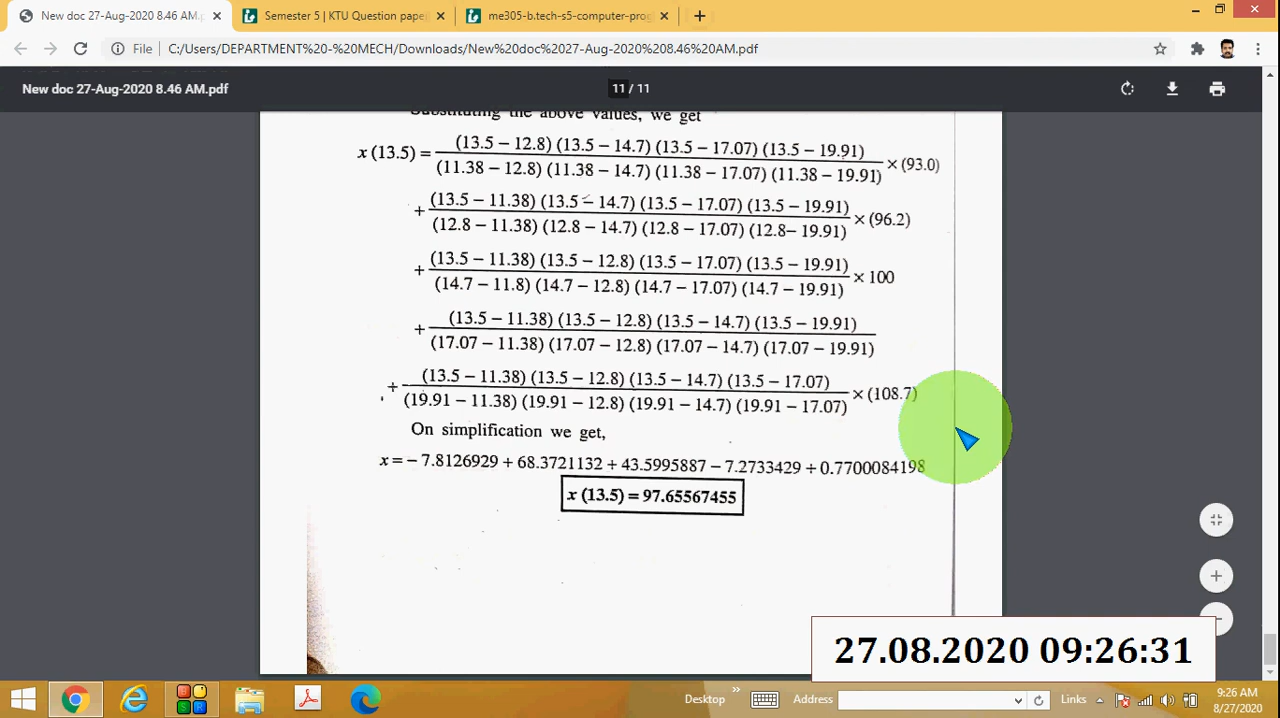 New doc 27-Aug-2020 8.46 AM.pdf
Semester 5 | KTU Question pape
me305-b.tech-s5-computer-prog
File
C:/Users/DEPARTMENT%20-%20MECH/Downloads/New%20doc%2027-Aug-2020%208.46%20AM.pdf
New doc 27-Aug-2020 8.46 AM.pdf
11 / 11
Substituting the above values, we get
x (13.5) = (13.5 – 12.8) (13.5 – 14.7) (13.5 – 17.07) (13.5 – 19.91)
(11.38 – 12.8) (11.38 – 14.7) (11.38 – 17.07) (11.38 – 19.91) × (93.0)
+ (13.5 – 11.38) (13.5 – 14.7) (13.5 – 17.07) (13.5 – 19.91)
(12.8 – 11.38) (12.8 – 14.7) (12.8 – 17.07) (12.8– 19.91) × (96.2)
+ (13.5 – 11.38) (13.5 – 12.8) (13.5 – 17.07) (13.5 – 19.91)
(14.7 – 11.8) (14.7 – 12.8) (14.7 – 17.07) (14.7 – 19.91) × 100
+ (13.5 – 11.38) (13.5 – 12.8) (13.5 – 14.7) (13.5 – 19.91)
(17.07 – 11.38) (17.07 – 12.8) (17.07 – 14.7) (17.07 – 19.91)
+ (13.5 – 11.38) (13.5 – 12.8) (13.5 – 14.7) (13.5 – 17.07)
(19.91 – 11.38) (19.91 – 12.8) (19.91 – 14.7) (19.91 – 17.07) × (108.7)
On simplification we get,
x = – 7.8126929 + 68.3721132 + 43.5995887 – 7.2733429 + 0.7700084198
x (13.5) = 97.65567455
27.08.2020 09:26:31
Desktop
Address
Links
9:26 AM
8/27/2020